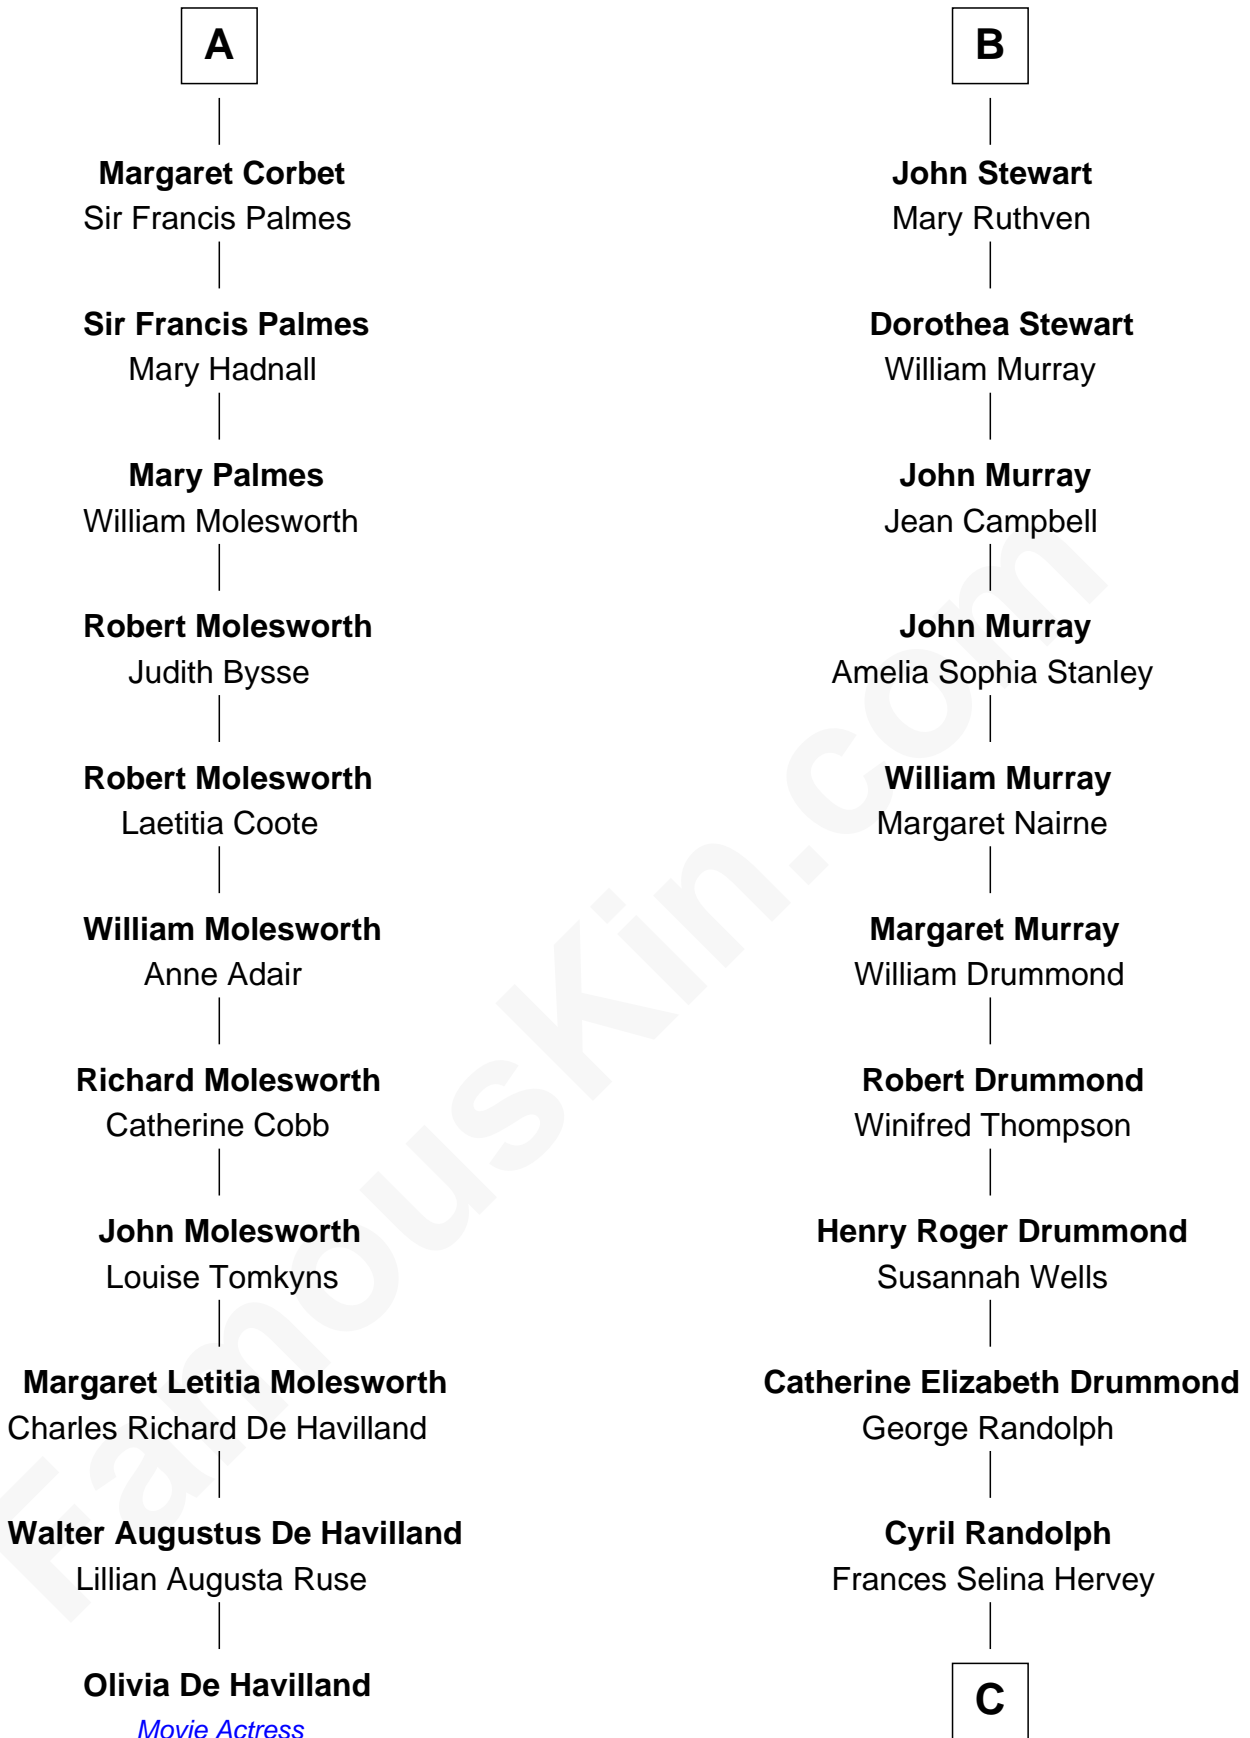 A
Margaret Corbet
Sir Francis Palmes
Sir Francis Palmes
Mary Hadnall
Mary Palmes
William Molesworth
Robert Molesworth
Judith Bysse
Robert Molesworth
Laetitia Coote
William Molesworth
Anne Adair
Richard Molesworth
Catherine Cobb
John Molesworth
Louise Tomkyns
Margaret Letitia Molesworth
Charles Richard De Havilland
Walter Augustus De Havilland
Lillian Augusta Ruse
Olivia De Havilland
Movie Actress
B
John Stewart
Mary Ruthven
Dorothea Stewart
William Murray
John Murray
Jean Campbell
John Murray
Amelia Sophia Stanley
William Murray
Margaret Nairne
Margaret Murray
William Drummond
Robert Drummond
Winifred Thompson
Henry Roger Drummond
Susannah Wells
Catherine Elizabeth Drummond
George Randolph
Cyril Randolph
Frances Selina Hervey
C
FamousKin.com